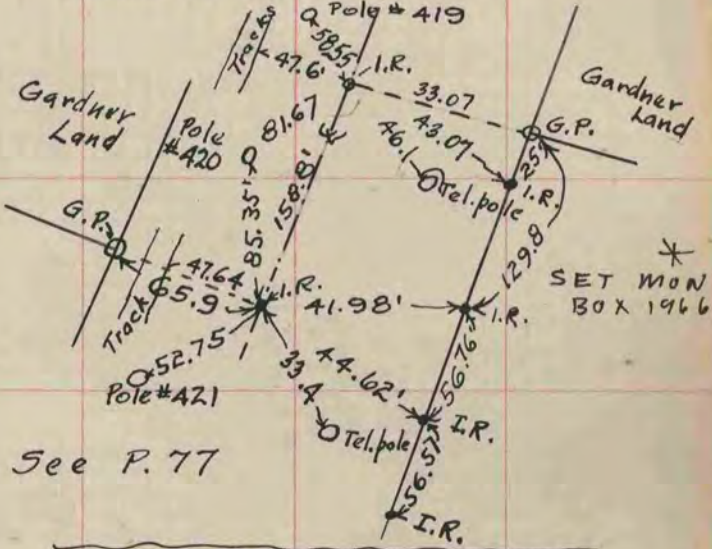 Pole # 419
Tracks
58.55
47.6'
I.R.
Gardner
Land
33.07
Gardner
Land
G.P.
Pole
#420
81.67
43.07
46.1
25'
I.R.
Tel.pole
158.8'
85.35'
G.P.
129.8
47.64
65.9
Track
I.R.
41.98'
I.R.
SET MON
BOX 1966
52.75
Pole #421
33.4
44.62'
56.76
I.R.
Tel.pole
See P. 77
56.57
I.R.